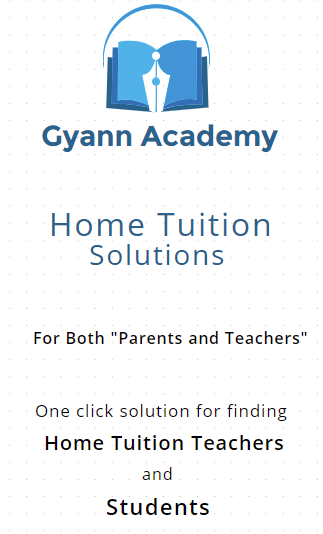 Gyann Academy
Home Tuition
Solutions
For Both "Parents and Teachers"
One click solution for finding
Home Tuition Teachers
and
Students